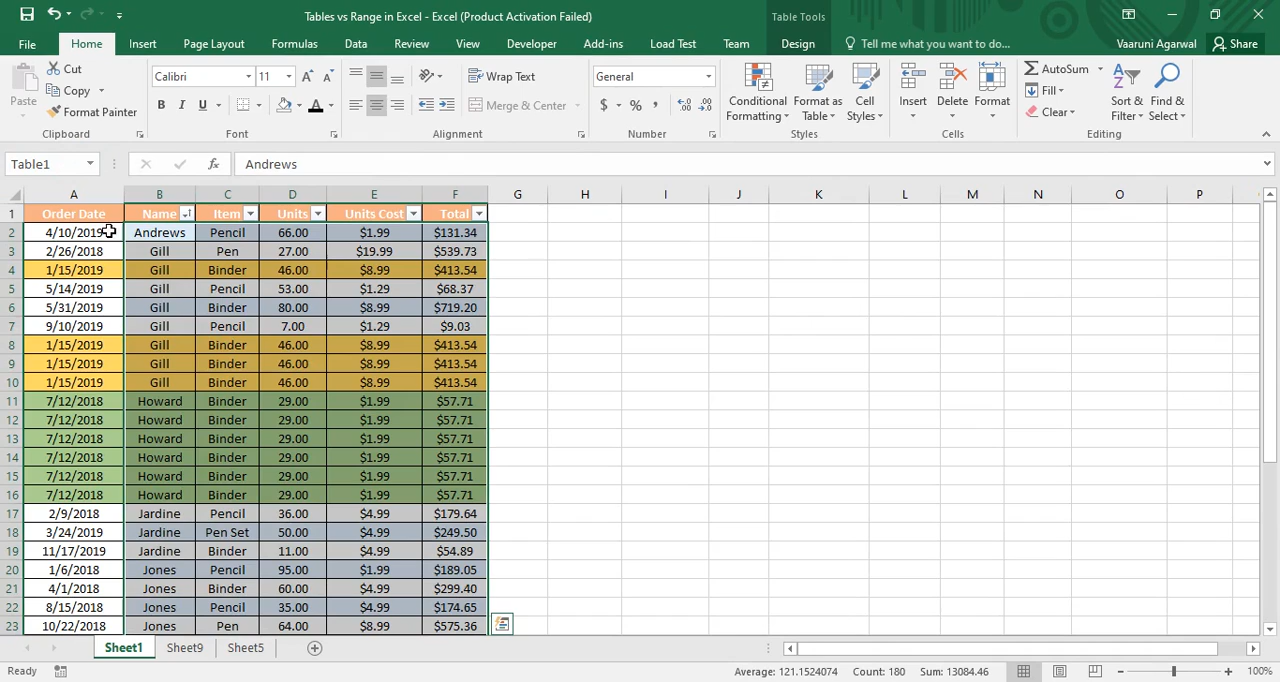 Tables vs Range in Excel - Excel (Product Activation Failed)
Table Tools
File Home Insert Page Layout Formulas Data Review View Developer Add-ins Load Test Team Design Tell me what you want to do... Vaaruni Agarwal Share
Paste
Cut
Copy
Format Painter
Clipboard
Calibri 11
B I U A
Font
Wrap Text
Merge & Center
Alignment
General
$ % ,
Number
Conditional Formatting
Format as Table
Cell Styles
Styles
Insert Delete Format
Cells
AutoSum
Fill
Clear
Sort & Filter
Find & Select
Editing
Table1 fx Andrews
A B C D E F G H I J K L M N O P
1 Order Date Name Item Units Units Cost Total
2 4/10/2019 Andrews Pencil 66.00 $1.99 $131.34
3 2/26/2018 Gill Pen 27.00 $19.99 $539.73
4 1/15/2019 Gill Binder 46.00 $8.99 $413.54
5 5/14/2019 Gill Pencil 53.00 $1.29 $68.37
6 5/31/2019 Gill Binder 80.00 $8.99 $719.20
7 9/10/2019 Gill Pencil 7.00 $1.29 $9.03
8 1/15/2019 Gill Binder 46.00 $8.99 $413.54
9 1/15/2019 Gill Binder 46.00 $8.99 $413.54
10 1/15/2019 Gill Binder 46.00 $8.99 $413.54
11 7/12/2018 Howard Binder 29.00 $1.99 $57.71
12 7/12/2018 Howard Binder 29.00 $1.99 $57.71
13 7/12/2018 Howard Binder 29.00 $1.99 $57.71
14 7/12/2018 Howard Binder 29.00 $1.99 $57.71
15 7/12/2018 Howard Binder 29.00 $1.99 $57.71
16 7/12/2018 Howard Binder 29.00 $1.99 $57.71
17 2/9/2018 Jardine Pencil 36.00 $4.99 $179.64
18 3/24/2019 Jardine Pen Set 50.00 $4.99 $249.50
19 11/17/2019 Jardine Binder 11.00 $4.99 $54.89
20 1/6/2018 Jones Pencil 95.00 $1.99 $189.05
21 4/1/2018 Jones Binder 60.00 $4.99 $299.40
22 8/15/2018 Jones Pencil 35.00 $4.99 $174.65
23 10/22/2018 Jones Pen 64.00 $8.99 $575.36
Sheet1 Sheet9 Sheet5
Ready Average: 121.1524074 Count: 180 Sum: 13084.46 100%